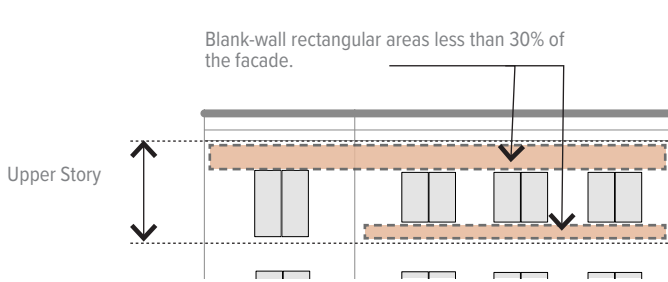 Blank-wall rectangular areas less than 30% of
the facade.
Upper Story